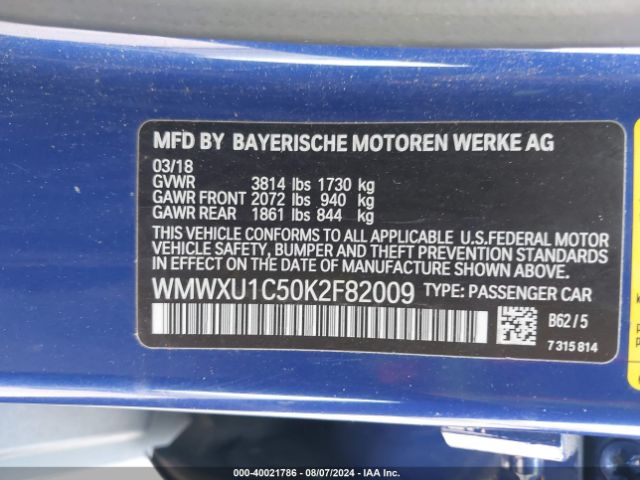 MFD BY BAYERISCHE MOTOREN WERKE AG
03/18
GVWR 3814 lbs 1730 kg
GAWR FRONT 2072 lbs 940 kg
GAWR REAR 1861 lbs 844 kg
THIS VEHICLE CONFORMS TO ALL APPLICABLE U.S.FEDERAL MOTOR
VEHICLE SAFETY, BUMPER AND THEFT PREVENTION STANDARDS
IN EFFECT ON THE DATE OF MANUFACTURE SHOWN ABOVE.
WMWXU1C50K2F82009 TYPE: PASSENGER CAR
B62/5
7315814
000-40021786 - 08/07/2024 - IAA Inc.